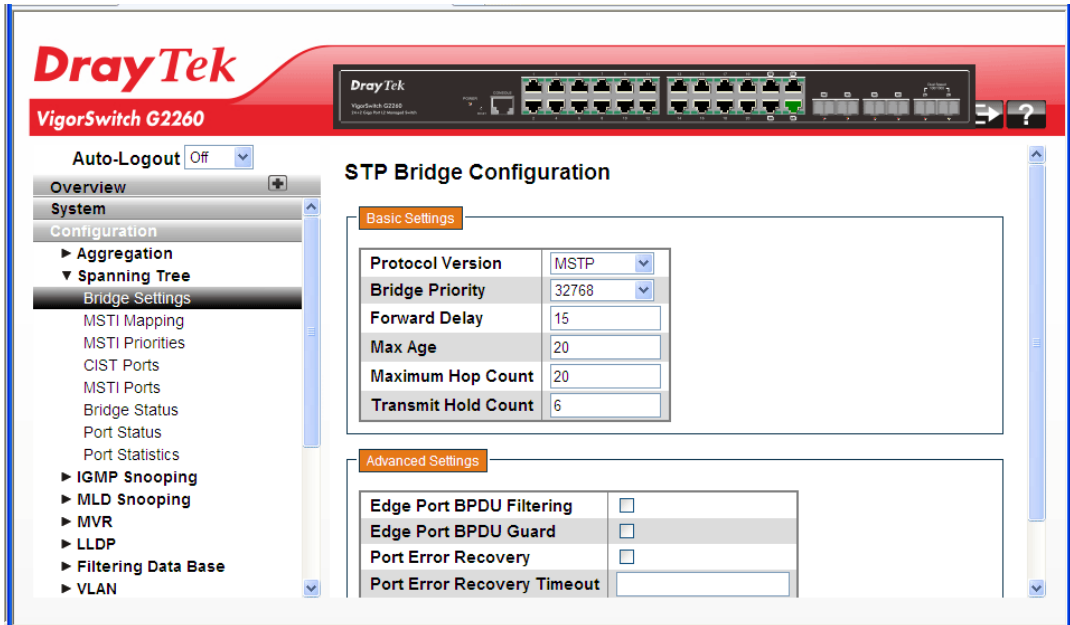 DrayTek
VigorSwitch G2260
DrayTek
VigorSwitch G2260
CONSOLE
POWER
?
Auto-Logout Off
Overview
System
Configuration
Aggregation
Spanning Tree
Bridge Settings
MSTI Mapping
MSTI Priorities
CIST Ports
MSTI Ports
Bridge Status
Port Status
Port Statistics
IGMP Snooping
MLD Snooping
MVR
LLDP
Filtering Data Base
VLAN
STP Bridge Configuration
Basic Settings
Protocol Version MSTP
Bridge Priority 32768
Forward Delay 15
Max Age 20
Maximum Hop Count 20
Transmit Hold Count 6
Advanced Settings
Edge Port BPDU Filtering
Edge Port BPDU Guard
Port Error Recovery
Port Error Recovery Timeout